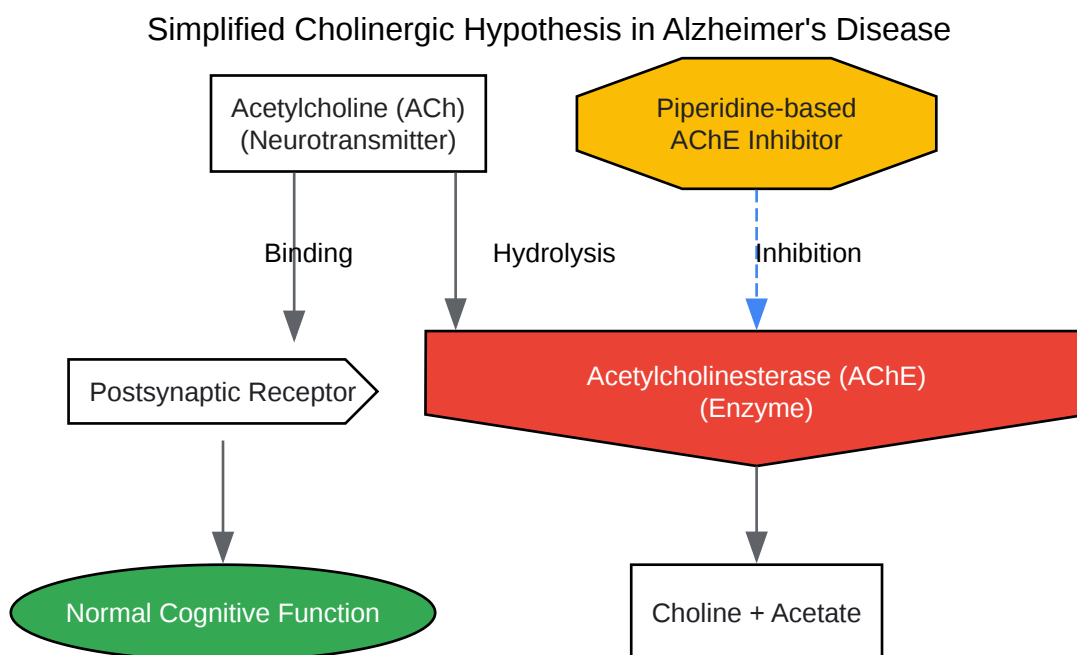 Simplified Cholinergic Hypothesis in Alzheimer's Disease
Acetylcholine (ACh)
(Neurotransmitter)
Piperidine-based
AChE Inhibitor
Binding
Hydrolysis
Inhibition
Postsynaptic Receptor
Acetylcholinesterase (AChE)
(Enzyme)
Normal Cognitive Function
Choline + Acetate